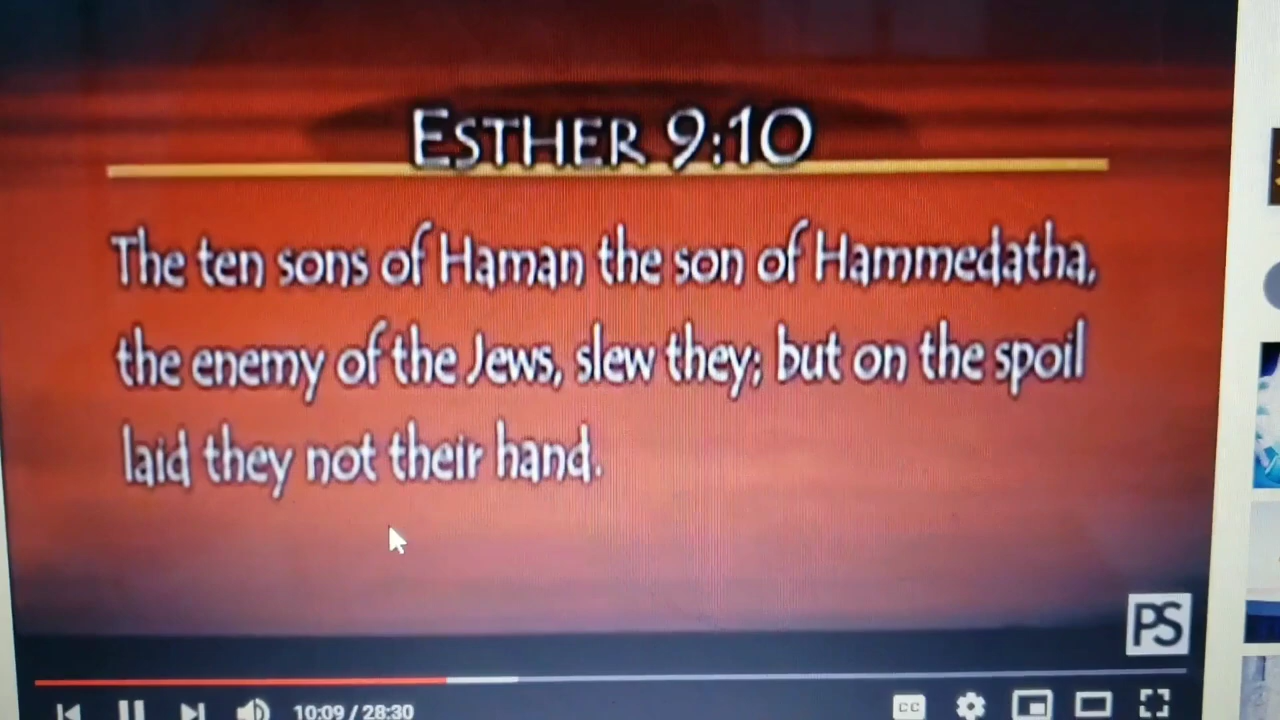 ESTHER 9:10
The ten sons of Haman the son of Hammedatha,
the enemy of the Jews, slew they; but on the spoil
laid they not their hand.
PS
10:09 / 28:30
CC